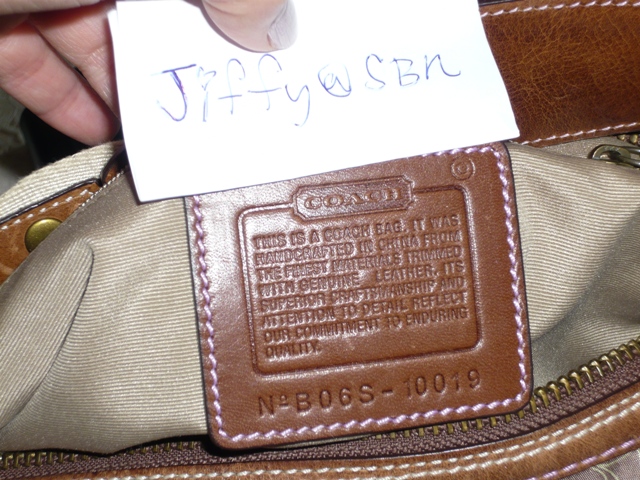 Jiffy@SBN
©
COACH
THIS IS A COACH BAG. IT WAS
HANDCRAFTED IN CHINA FROM
THE FINEST MATERIALS TRIMMED
WITH GENUINE LEATHER. ITS
SUPERIOR CRAFTSMANSHIP AND
ATTENTION TO DETAIL REFLECT
OUR COMMITMENT TO ENDURING
QUALITY.
Nº B06S-10019